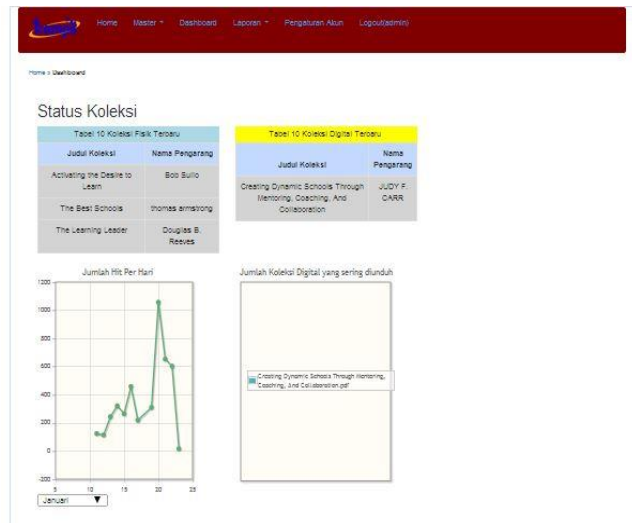 Home Master Dashboard Laporan Pengaturan Akun Logout(admin)
Home » Dashboard
Status Koleksi
Tabel 10 Koleksi Fisik Terbaru
Judul Koleksi Nama Pengarang
Activating the Desire to Learn Bob Sullo
The Best Schools thomas armstrong
The Learning Leader Douglas B. Reeves
Tabel 10 Koleksi Digital Terbaru
Judul Koleksi Nama Pengarang
Creating Dynamic Schools Through Mentoring, Coaching, And Collaboration JUDY F. CARR
Jumlah Hit Per Hari
1200
1000
800
600
400
200
0
-200
5 10 15 20 25
Januari
Jumlah Koleksi Digital yang sering diunduh
Creating Dynamic Schools Through Mentoring,
Coaching, And Collaboration.pdf